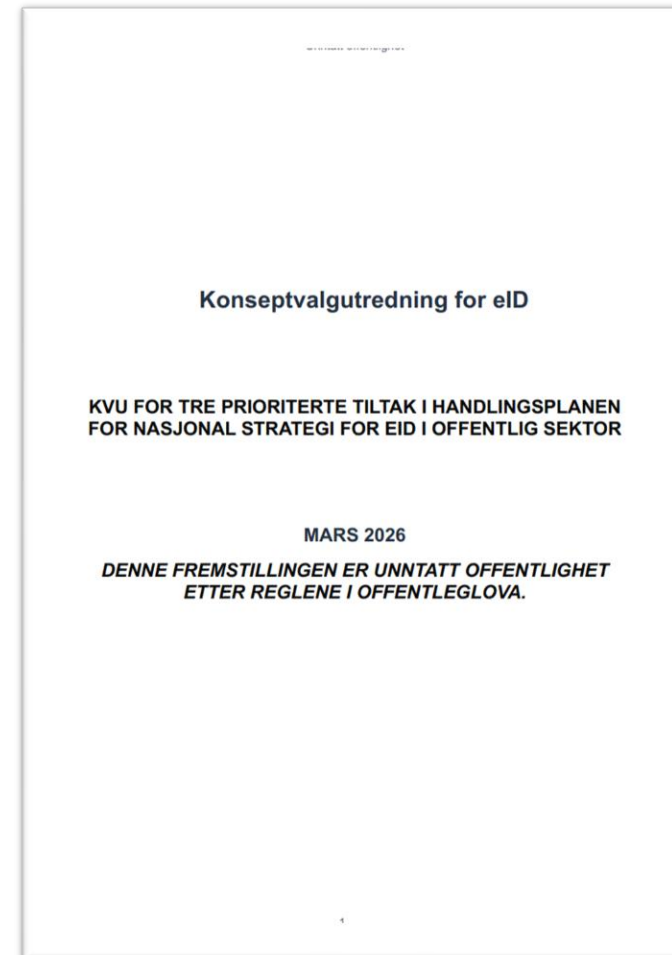 Konseptvalgutredning for eID
KVU FOR TRE PRIORITERTE TILTAK I HANDLINGSPLANEN
FOR NASJONAL STRATEGI FOR EID I OFFENTLIG SEKTOR
MARS 2026
DENNE FREMSTILLINGEN ER UNNTATT OFFENTLIGHET
ETTER REGLENE I OFFENTLEGLOVA.
1